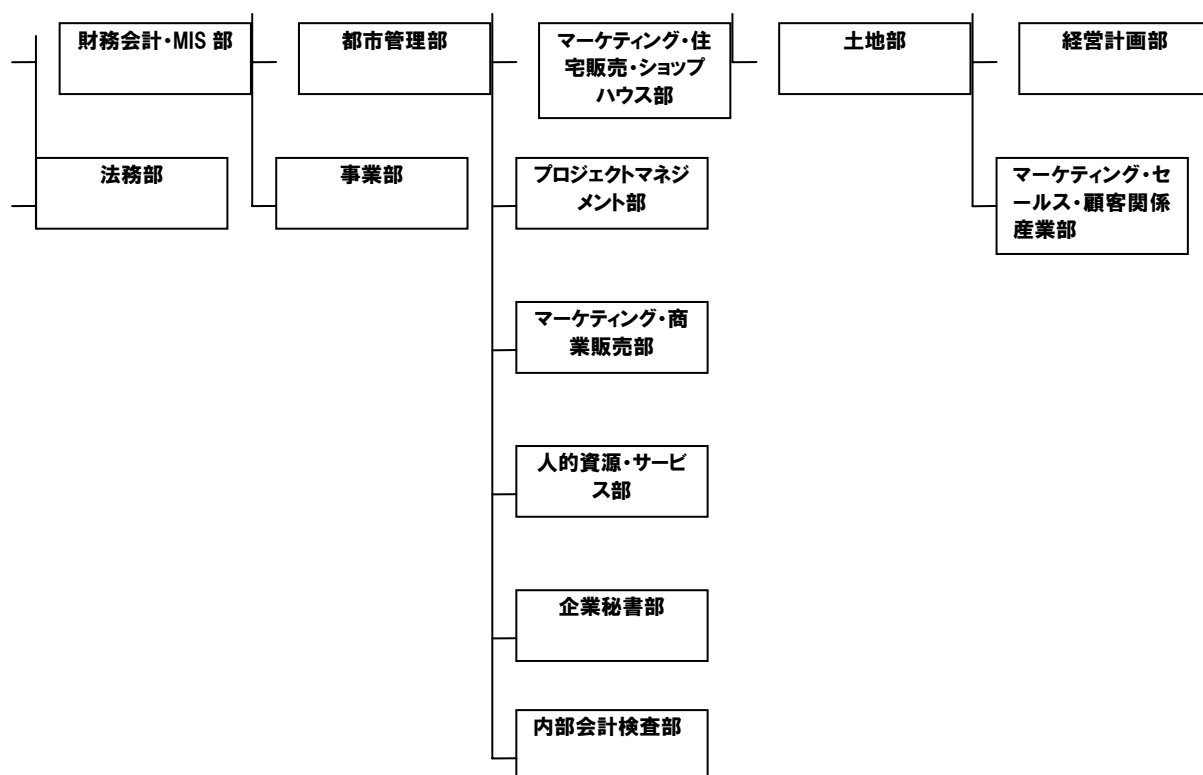 財務会計・MIS 部
都市管理部
マーケティング・住
宅販売・ショップ
ハウス部
土地部
経営計画部
法務部
事業部
プロジェクトマネジ
メント部
マーケティング・セ
ールス・顧客関係
産業部
マーケティング・商
業販売部
人的資源・サービ
ス部
企業秘書部
内部会計検査部